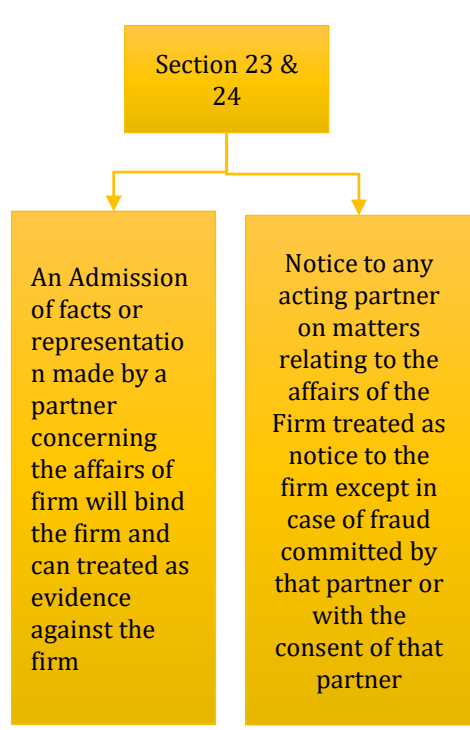 Section 23 &
24
An Admission
of facts or
representatio
n made by a
partner
concerning
the affairs of
firm will bind
the firm and
can treated as
evidence
against the
firm
Notice to any
acting partner
on matters
relating to the
affairs of the
Firm treated as
notice to the
firm except in
case of fraud
committed by
that partner or
with the
consent of that
partner